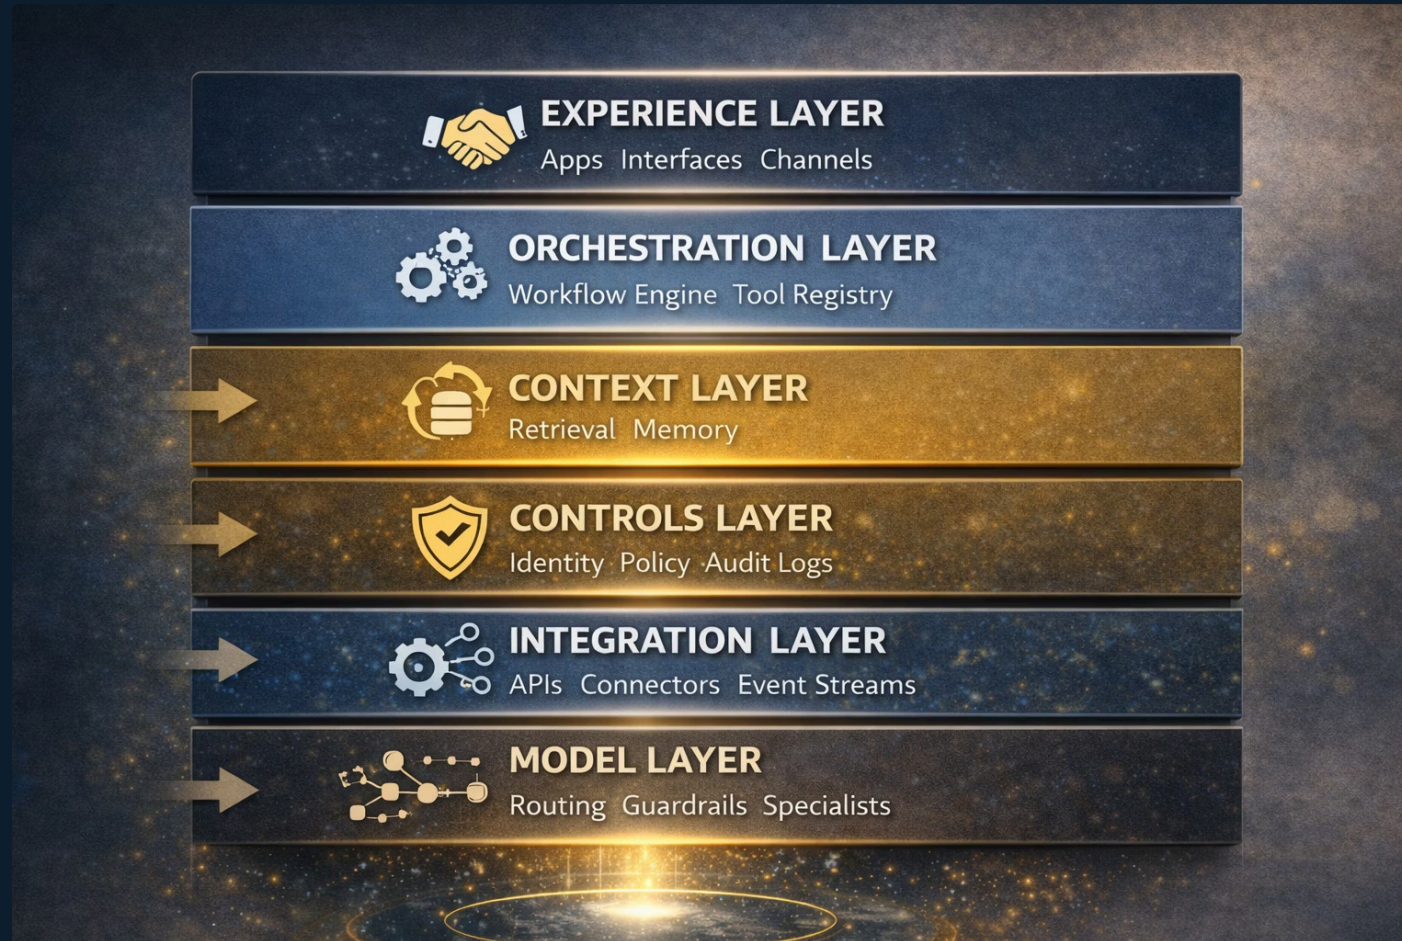 EXPERIENCE LAYER
Apps Interfaces Channels
ORCHESTRATION LAYER
Workflow Engine Tool Registry
CONTEXT LAYER
Retrieval Memory
CONTROLS LAYER
Identity Policy Audit Logs
INTEGRATION LAYER
APIs Connectors Event Streams
MODEL LAYER
Routing Guardrails Specialists